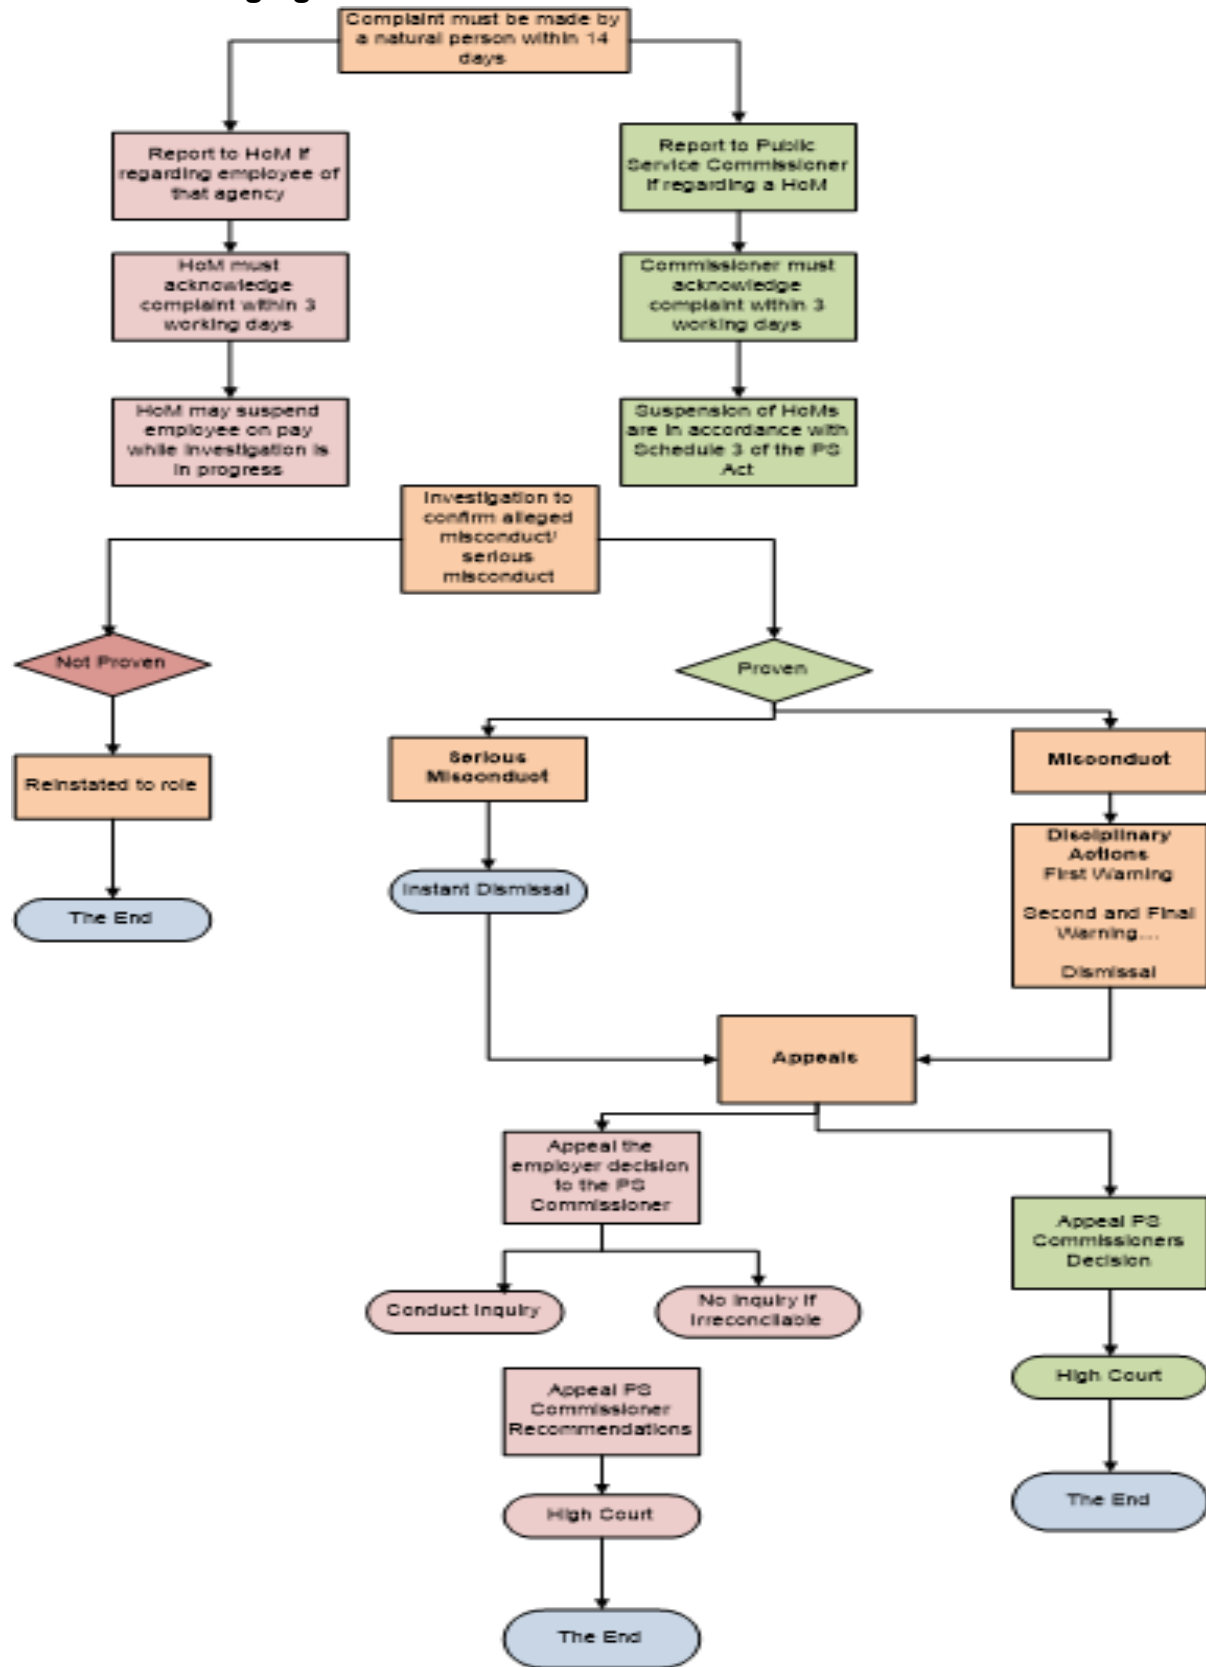 Complaint must be made by
a natural person within 14
days
Report to HoM if
regarding employee of
that agency
Report to Public
Service Commissioner
if regarding a HoM
HoM must
acknowledge
complaint within 3
working days
Commissioner must
acknowledge
complaint within 3
working days
HoM may suspend
employee on pay
while investigation is
in progress
Suspension of HoMs
are in accordance with
Schedule 3 of the PS
Act
Investigation to
confirm alleged
misconduct/
serious
misconduct
Not Proven
Proven
Reinstated to role
The End
Serious
Misconduct
Instant Dismissal
Misconduct
Disciplinary
Actions
First Warning
Second and Final
Warning...
Dismissal
Appeals
Appeal the
employer decision
to the PS
Commissioner
Conduct Inquiry
No Inquiry if
Irreconcilable
Appeal PS
Commissioner
Recommendations
High Court
The End
Appeal PS
Commissioners
Decision
High Court
The End